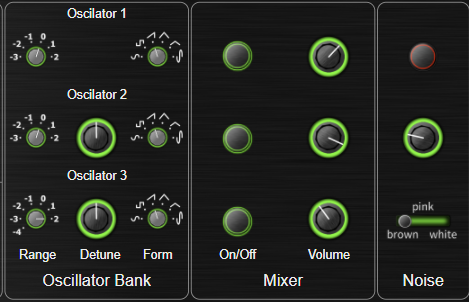 Oscilator 1
-2 -1 0 1 2 -3
Oscilator 2
-2 -1 0 1 2 -3
Oscilator 3
-2 -1 0 1 2 -3 -4
pink
brown white
Range Detune Form On/Off Volume
Oscillator Bank Mixer Noise